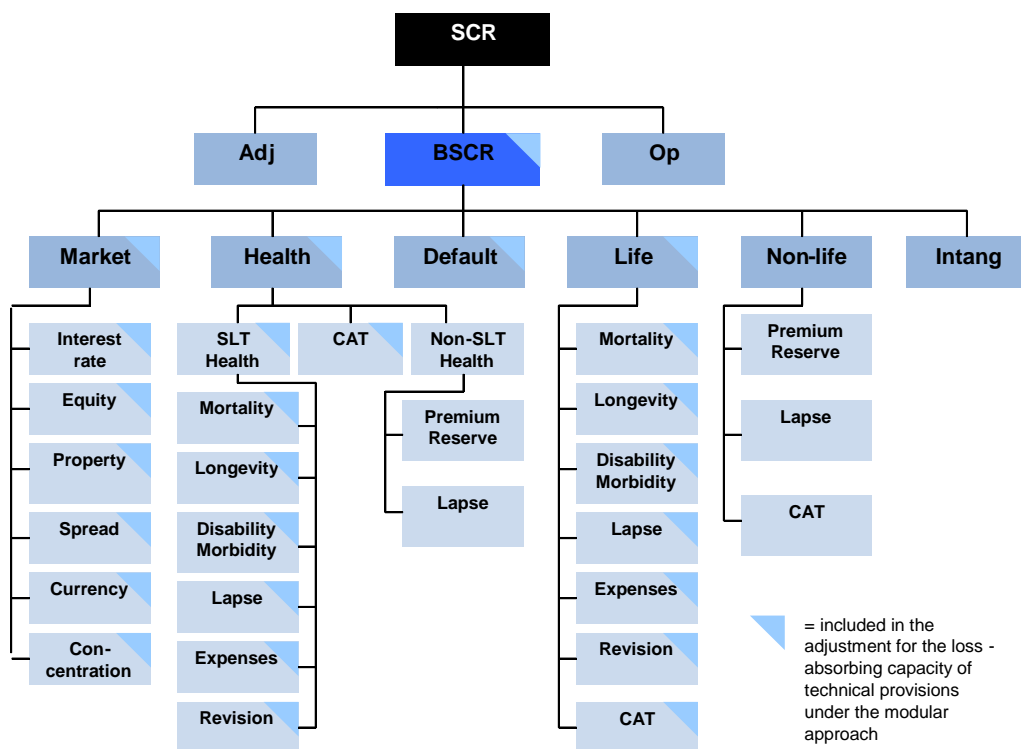 SCR
Adj
BSCR
Op
Market
Health
Default
Life
Non-life
Intang
Interest
rate
Equity
Property
Spread
Currency
Con-
centration
SLT
Health
CAT
Non-SLT
Health
Mortality
Longevity
Disability
Morbidity
Lapse
Expenses
Revision
Premium
Reserve
Lapse
Mortality
Longevity
Disability
Morbidity
Lapse
Expenses
Revision
CAT
Premium
Reserve
Lapse
CAT
= included in the
adjustment for the loss -
absorbing capacity of
technical provisions
under the modular
approach